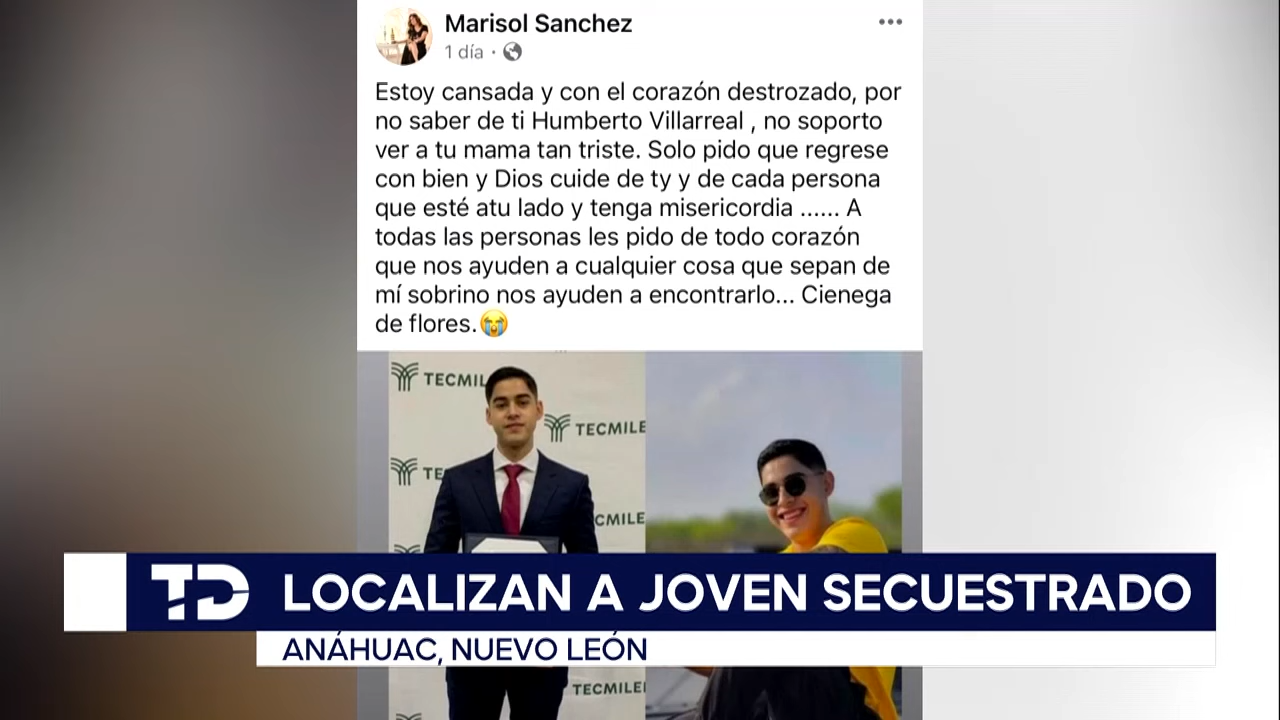 Marisol Sanchez
1 día ·
Estoy cansada y con el corazón destrozado, por
no saber de ti Humberto Villarreal , no soporto
ver a tu mama tan triste. Solo pido que regrese
con bien y Dios cuide de ty y de cada persona
que esté atu lado y tenga misericordia ...... A
todas las personas les pido de todo corazón
que nos ayuden a cualquier cosa que sepan de
mí sobrino nos ayuden a encontrarlo... Cienega
de flores.😭
TECMIL
TECMILE
TE
CMILE
TD LOCALIZAN A JOVEN SECUESTRADO
ANÁHUAC, NUEVO LEÓN
TECMILE